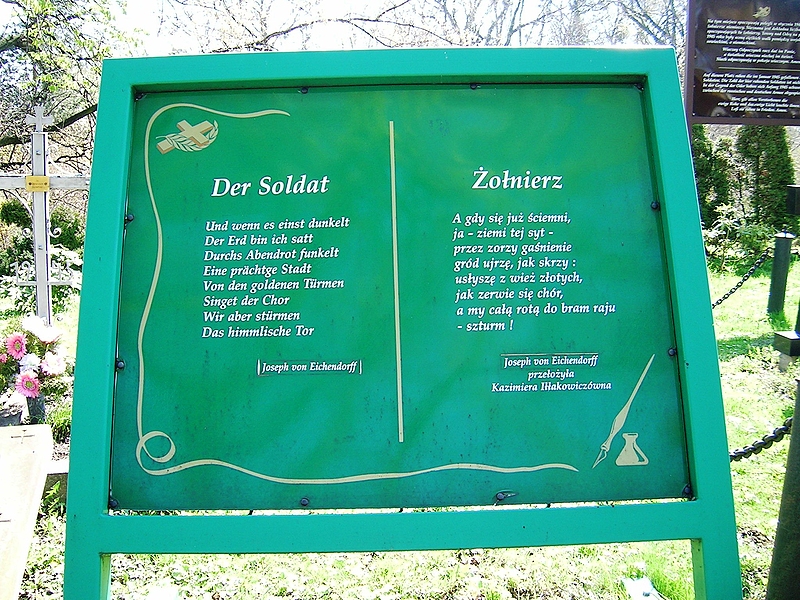 Der Soldat
Und wenn es einst dunkelt
Der Erd bin ich satt
Durchs Abendrot funkelt
Eine prächtge Stadt
Von den goldenen Türmen
Singet der Chor
Wir aber stürmen
Das himmlische Tor
Joseph von Eichendorff
Żołnierz
A gdy się już ściemni,
ja - ziemi tej syt -
przez zorzy gaśnienie
gród ujrzę, jak skrzy :
usłyszę z wież złotych,
jak zerwie się chór,
a my całą rotą do bram raju
- szturm !
Joseph von Eichendorff
przełożyła
Kazimiera Iłłakowiczówna